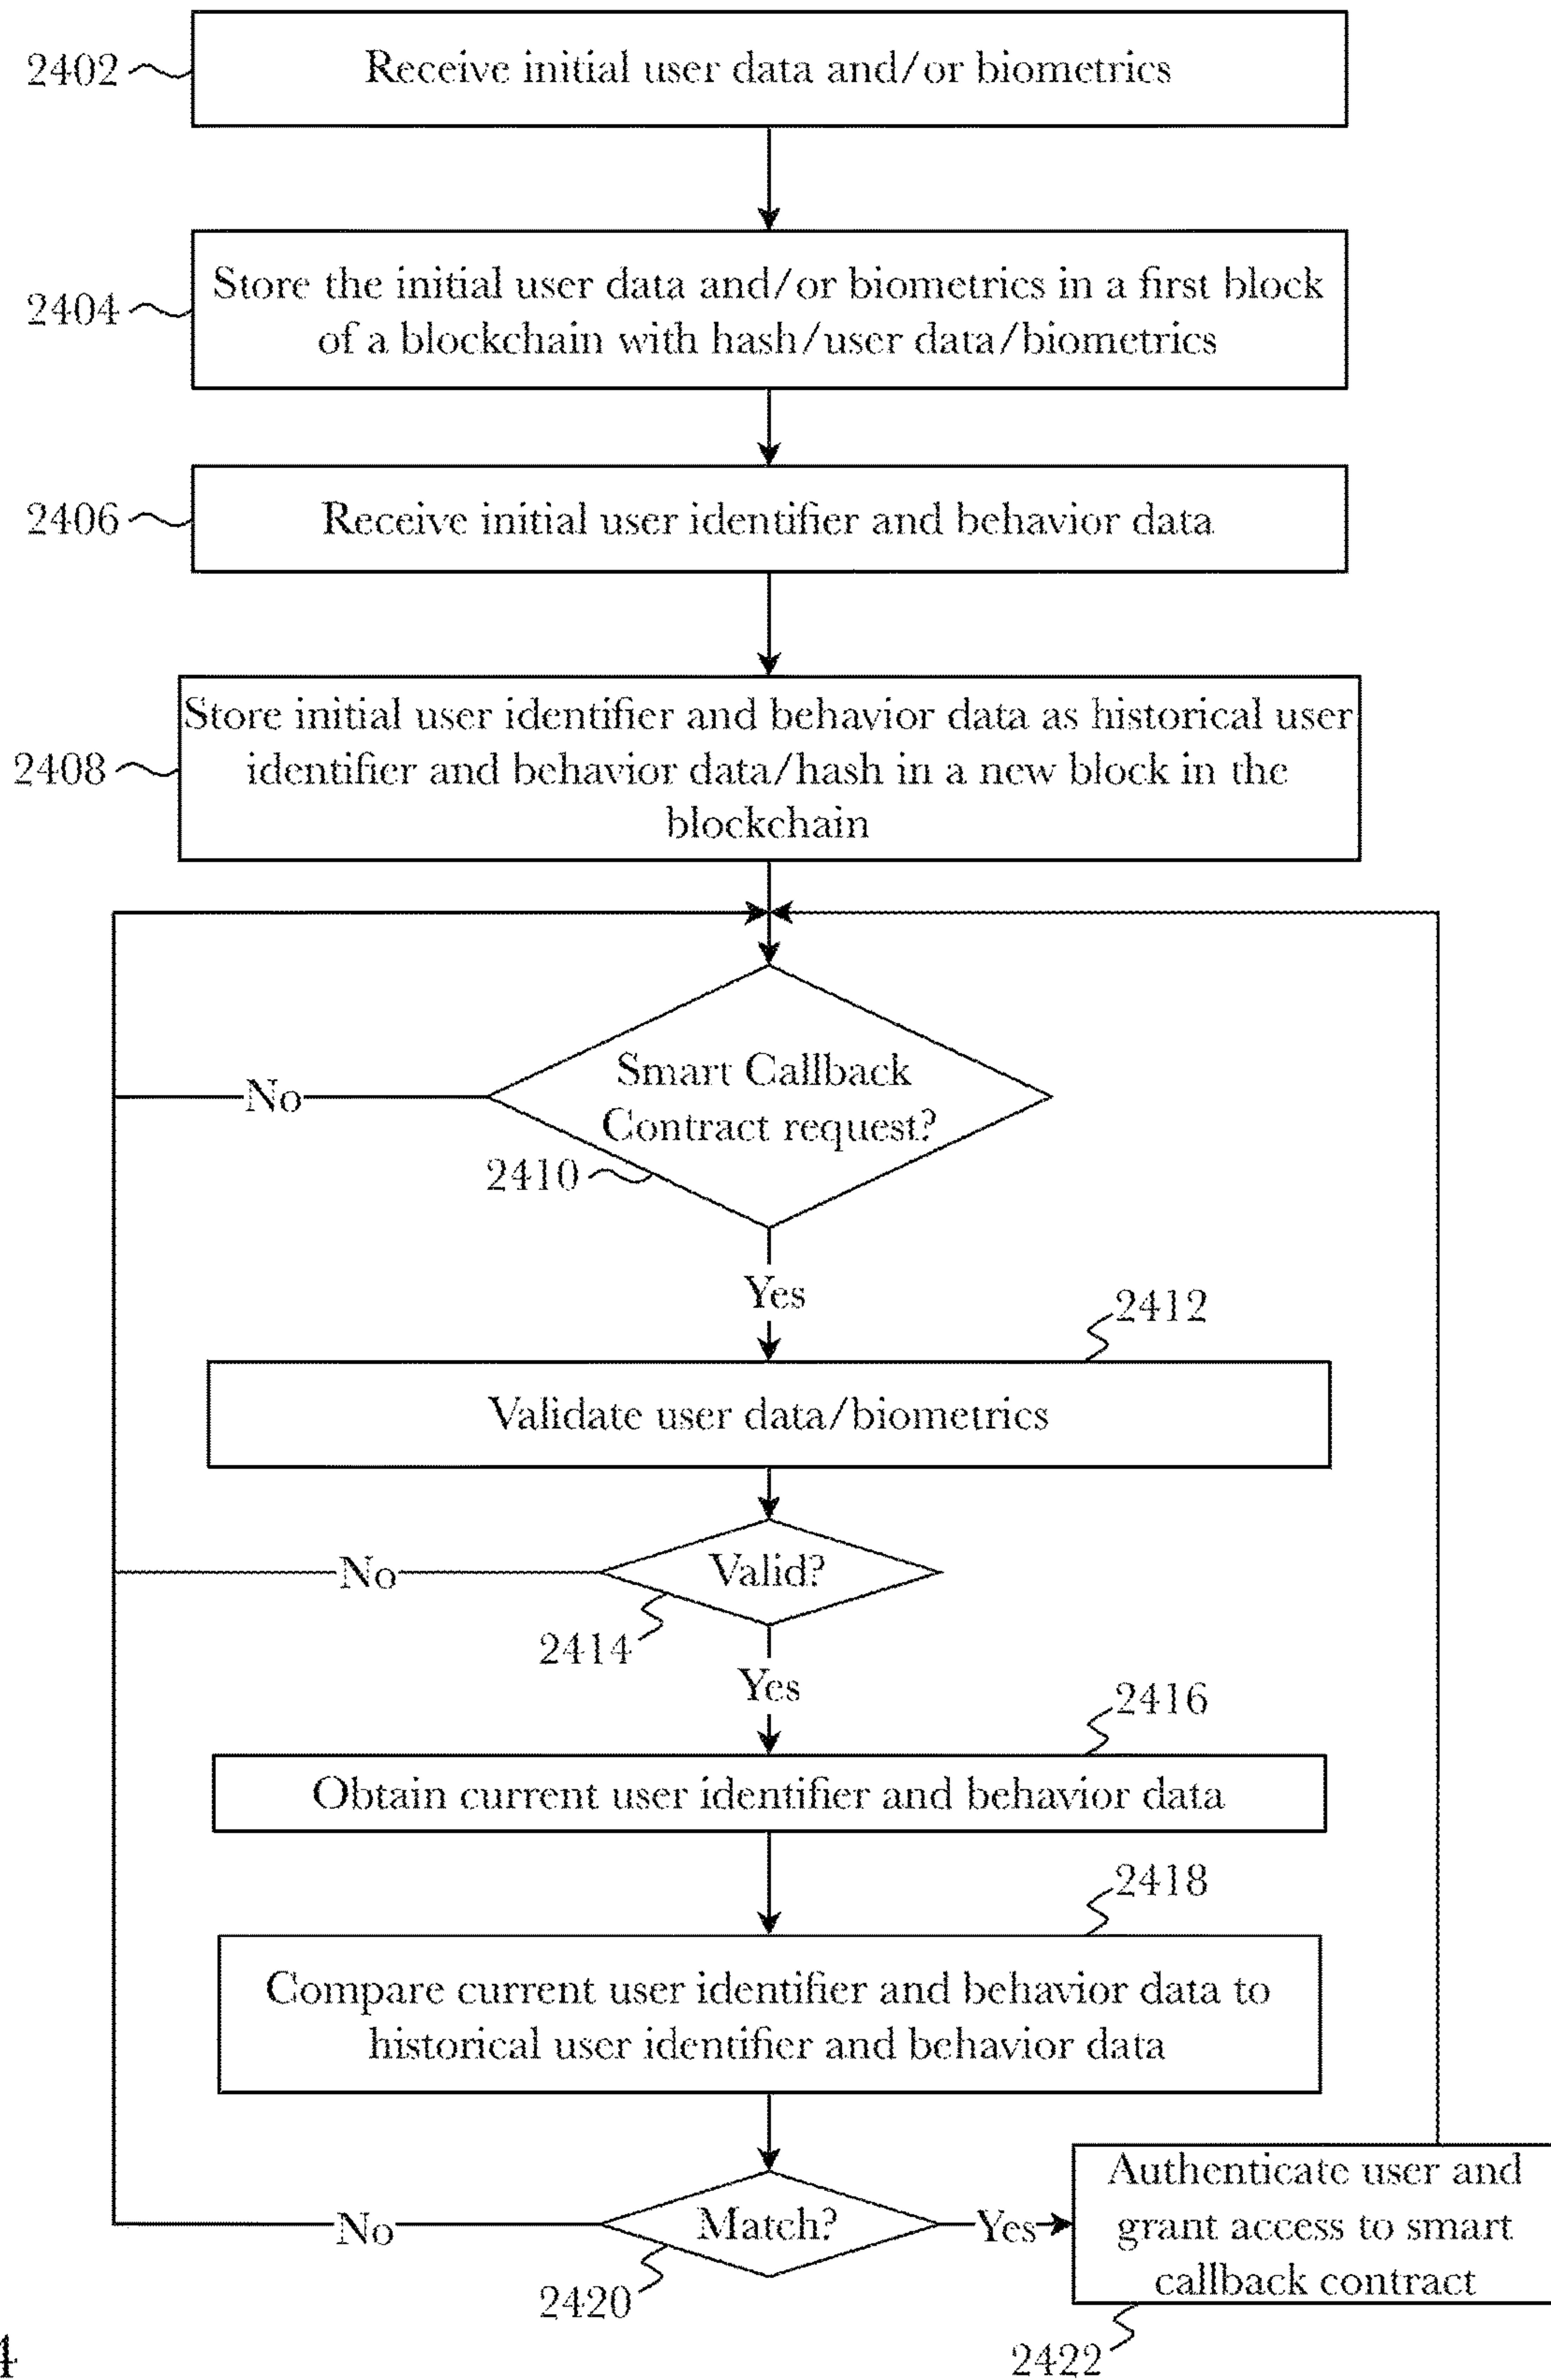 2402
Receive initial user data and/or biometrics
2404
Store the initial user data and/or biometrics in a first block
of a blockchain with hash/user data/biometrics
2406
Receive initial user identifier and behavior data
2408
Store initial user identifier and behavior data as historical user
identifier and behavior data/hash in a new block in the
blockchain
Smart Callback
Contract request?
No
2410
Yes
2412
Validate user data/biometrics
Valid?
No
2414
Yes
2416
Obtain current user identifier and behavior data
2418
Compare current user identifier and behavior data to
historical user identifier and behavior data
Match?
No
Yes
2420
Authenticate user and
grant access to smart
callback contract
2422
4